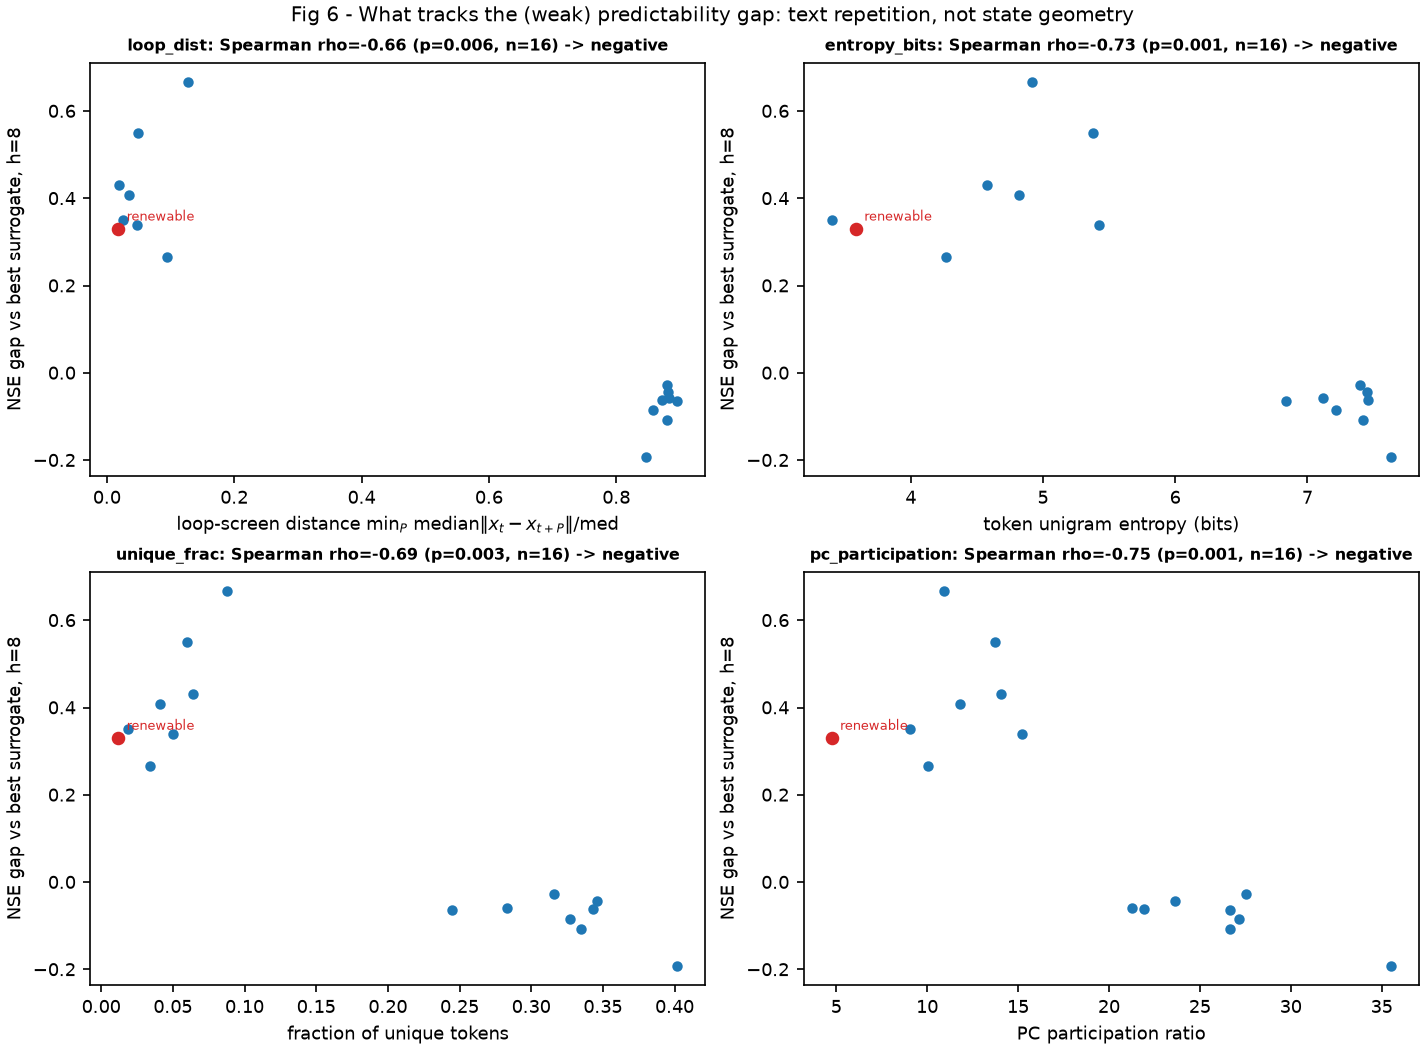 Fig 6 - What tracks the (weak) predictability gap: text repetition, not state geometry
loop_dist: Spearman rho=-0.66 (p=0.006, n=16) -> negative
NSE gap vs best surrogate, h=8
0.6
0.4
0.2
0.0
−0.2
renewable
0.0 0.2 0.4 0.6 0.8
loop-screen distance min_P median‖x_t − x_{t+P}‖/med
entropy_bits: Spearman rho=-0.73 (p=0.001, n=16) -> negative
NSE gap vs best surrogate, h=8
0.6
0.4
0.2
0.0
−0.2
renewable
4 5 6 7
token unigram entropy (bits)
unique_frac: Spearman rho=-0.69 (p=0.003, n=16) -> negative
NSE gap vs best surrogate, h=8
0.6
0.4
0.2
0.0
−0.2
renewable
0.00 0.05 0.10 0.15 0.20 0.25 0.30 0.35 0.40
fraction of unique tokens
pc_participation: Spearman rho=-0.75 (p=0.001, n=16) -> negative
NSE gap vs best surrogate, h=8
0.6
0.4
0.2
0.0
−0.2
renewable
5 10 15 20 25 30 35
PC participation ratio